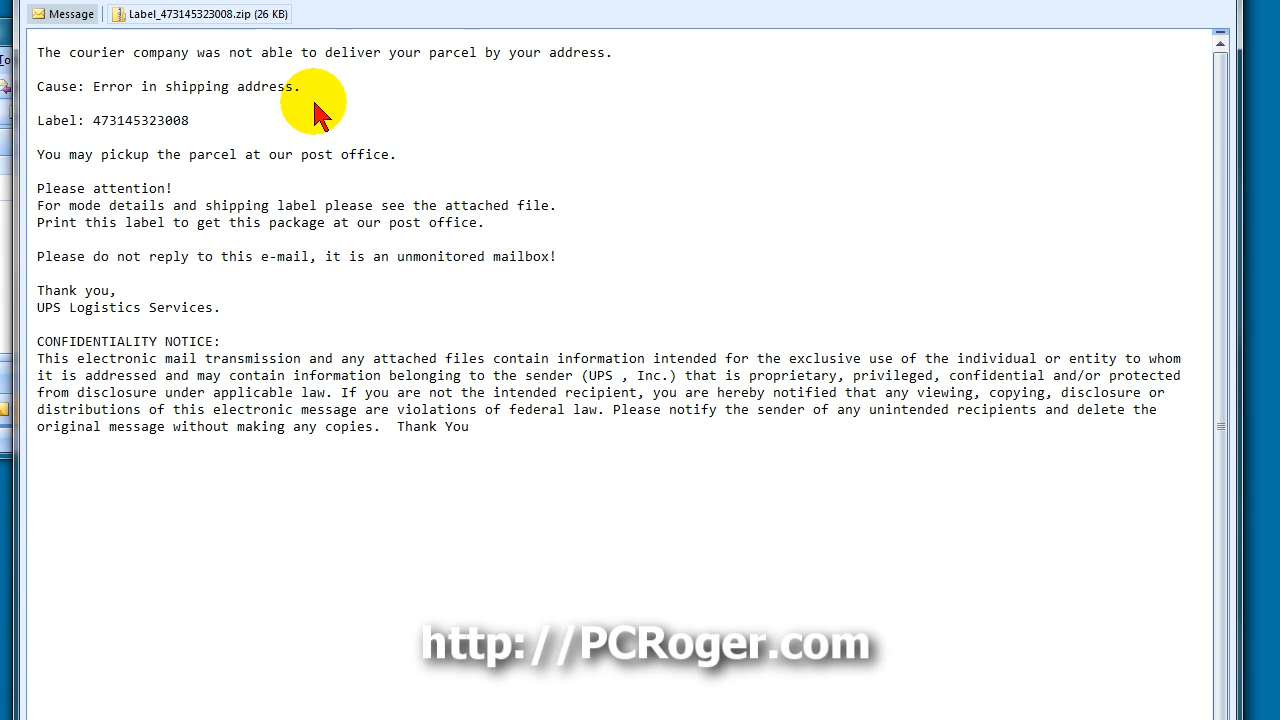 Message
Label_473145323008.zip (26 KB)
The courier company was not able to deliver your parcel by your address.
Cause: Error in shipping address.
Label: 473145323008
You may pickup the parcel at our post office.
Please attention!
For mode details and shipping label please see the attached file.
Print this label to get this package at our post office.
Please do not reply to this e-mail, it is an unmonitored mailbox!
Thank you,
UPS Logistics Services.
CONFIDENTIALITY NOTICE:
This electronic mail transmission and any attached files contain information intended for the exclusive use of the individual or entity to whom
it is addressed and may contain information belonging to the sender (UPS , Inc.) that is proprietary, privileged, confidential and/or protected
from disclosure under applicable law. If you are not the intended recipient, you are hereby notified that any viewing, copying, disclosure or
distributions of this electronic message are violations of federal law. Please notify the sender of any unintended recipients and delete the
original message without making any copies.  Thank You
http://PCRoger.com